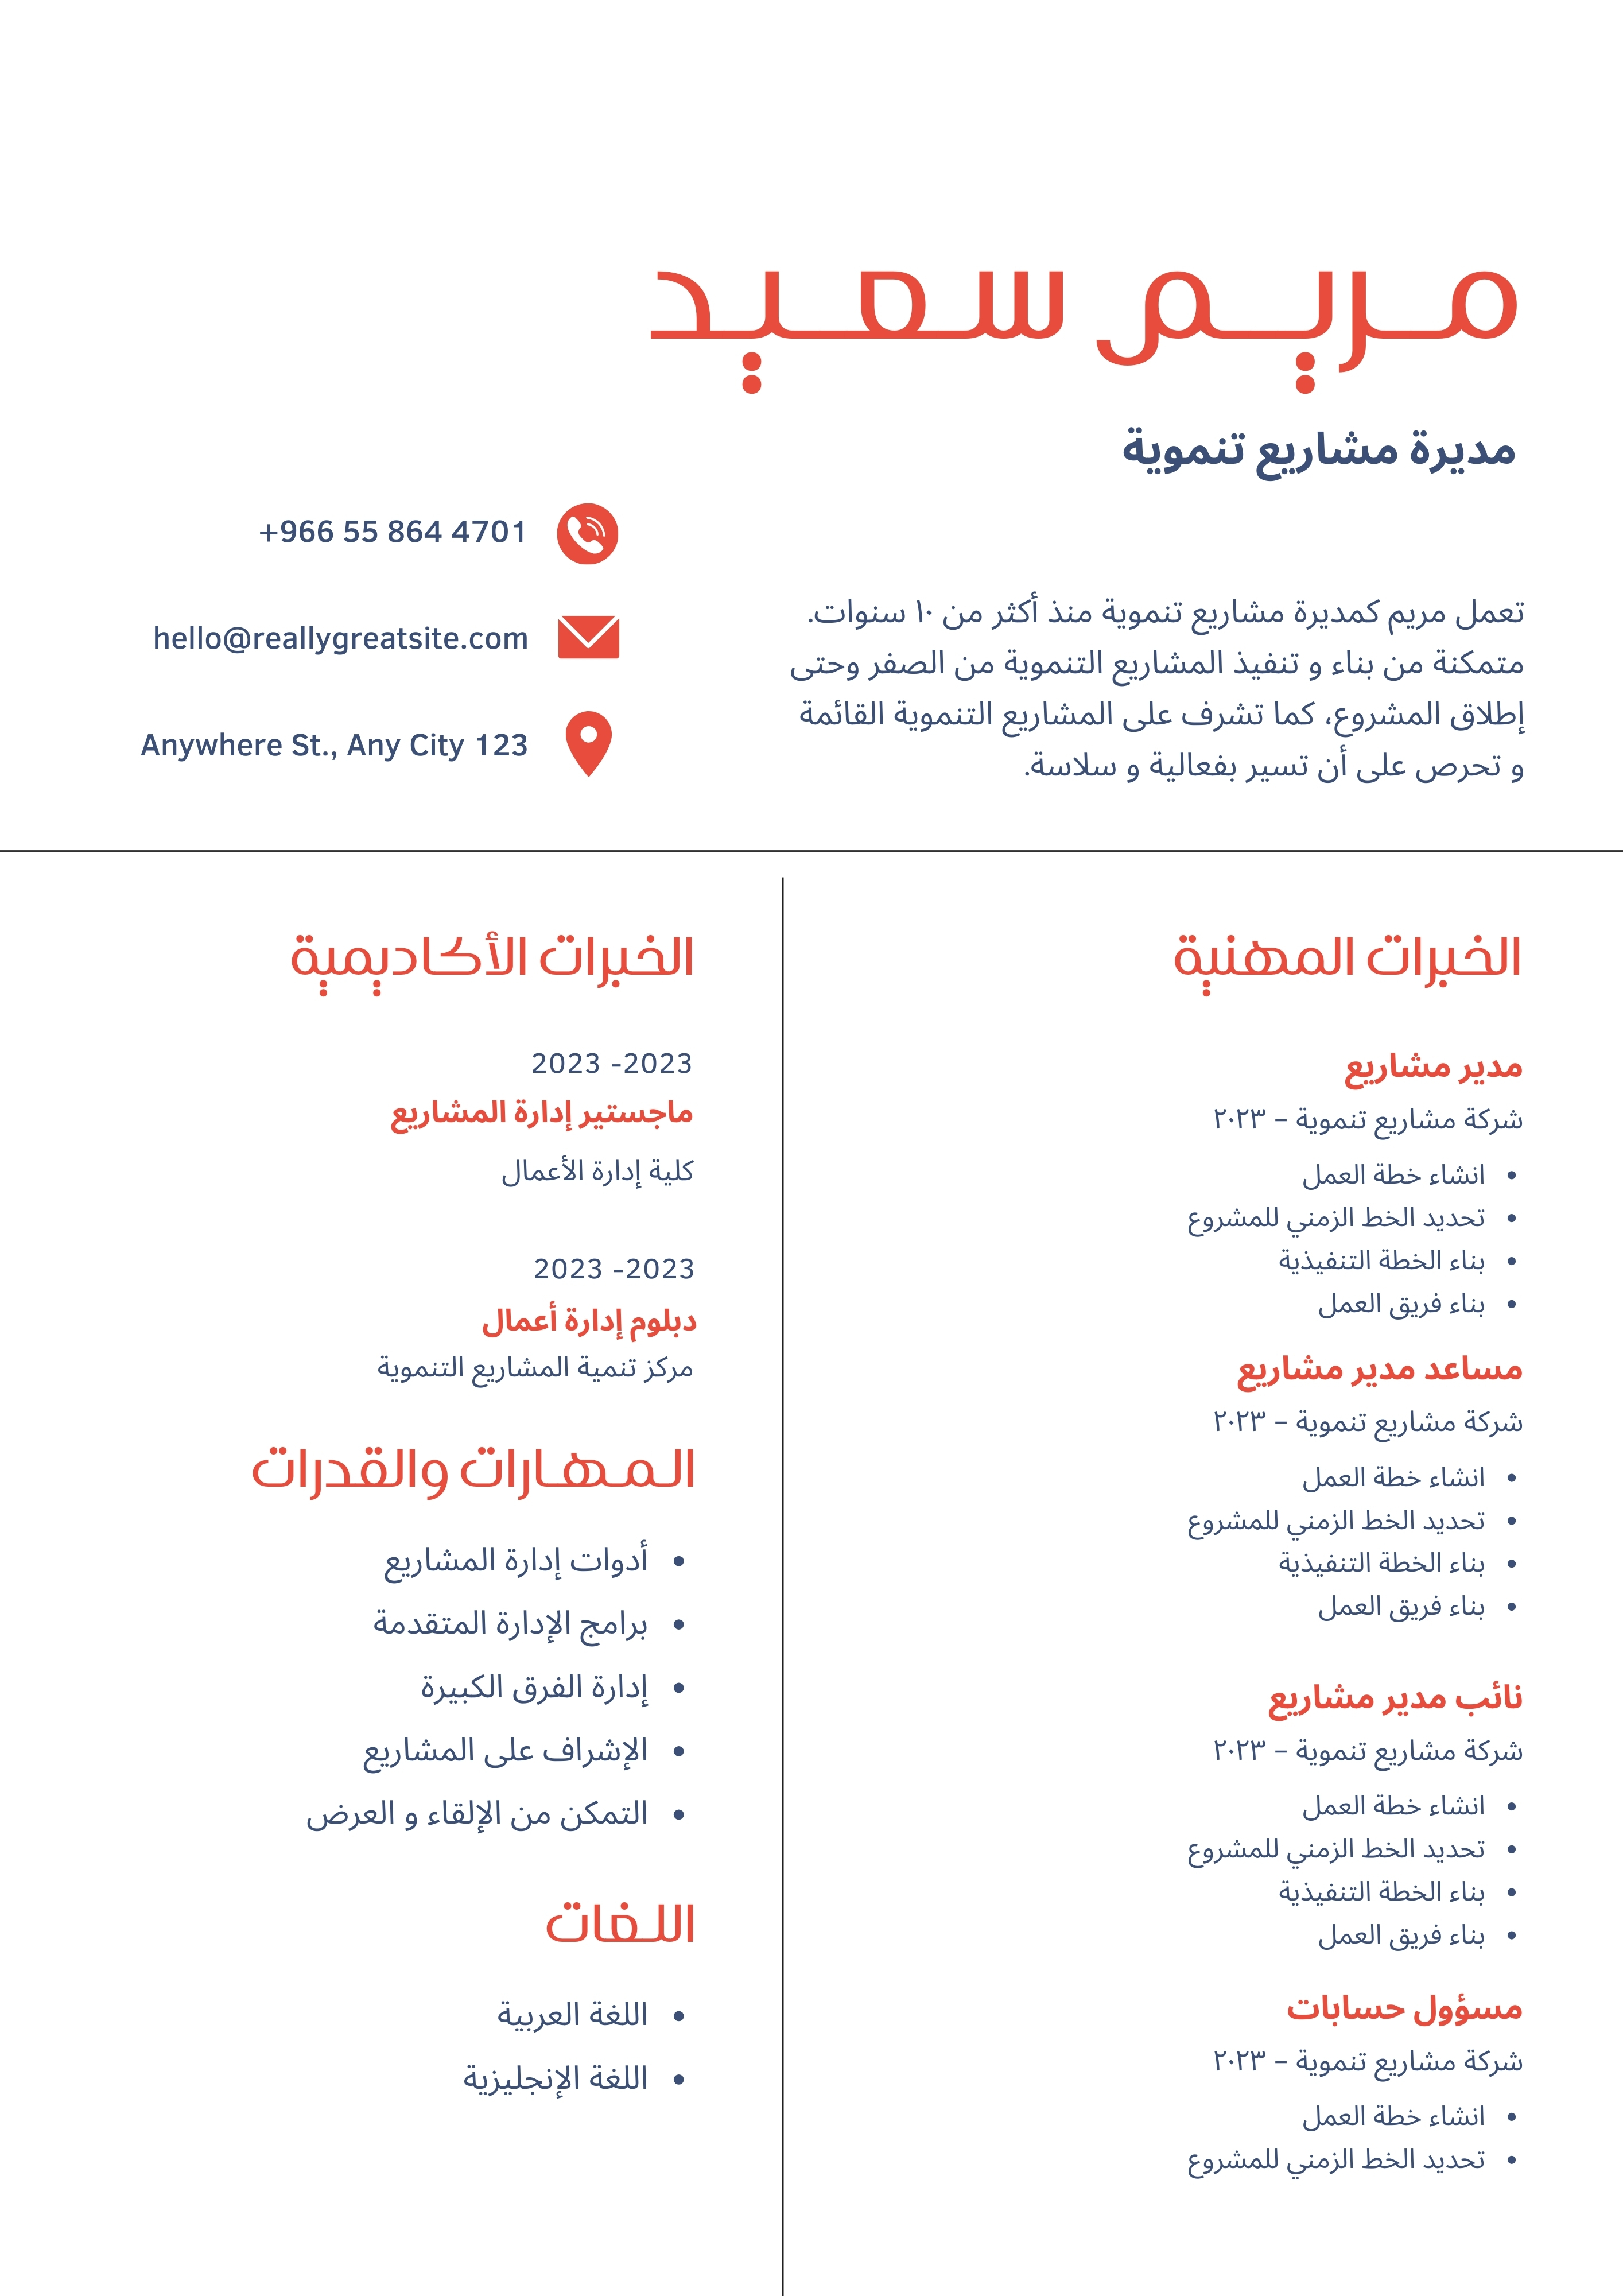 مريم سعيد
مديرة مشاريع تنموية
+966 55 864 4701
hello@reallygreatsite.com
Anywhere St., Any City 123
تعمل مريم كمديرة مشاريع تنموية منذ أكثر من ١٠ سنوات.
متمكنة من بناء و تنفيذ المشاريع التنموية من الصفر وحتى
إطلاق المشروع، كما تشرف على المشاريع التنموية القائمة
و تحرص على أن تسير بفعالية و سلاسة.
الخبرات المهنية
مدير مشاريع
شركة مشاريع تنموية – ٢٠٢٣
• انشاء خطة العمل
• تحديد الخط الزمني للمشروع
• بناء الخطة التنفيذية
• بناء فريق العمل
مساعد مدير مشاريع
شركة مشاريع تنموية – ٢٠٢٣
• انشاء خطة العمل
• تحديد الخط الزمني للمشروع
• بناء الخطة التنفيذية
• بناء فريق العمل
نائب مدير مشاريع
شركة مشاريع تنموية – ٢٠٢٣
• انشاء خطة العمل
• تحديد الخط الزمني للمشروع
• بناء الخطة التنفيذية
• بناء فريق العمل
مسؤول حسابات
شركة مشاريع تنموية – ٢٠٢٣
• انشاء خطة العمل
• تحديد الخط الزمني للمشروع
الخبرات الأكاديمية
2023 -2023
ماجستير إدارة المشاريع
كلية إدارة الأعمال
2023 -2023
دبلوم إدارة أعمال
مركز تنمية المشاريع التنموية
المهارات والقدرات
• أدوات إدارة المشاريع
• برامج الإدارة المتقدمة
• إدارة الفرق الكبيرة
• الإشراف على المشاريع
• التمكن من الإلقاء و العرض
اللغات
• اللغة العربية
• اللغة الإنجليزية